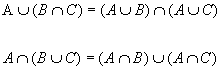 A ∪ (B ∩ C) = (A ∪ B) ∩ (A ∪ C)
A ∩ (B ∪ C) = (A ∩ B) ∪ (A ∩ C)